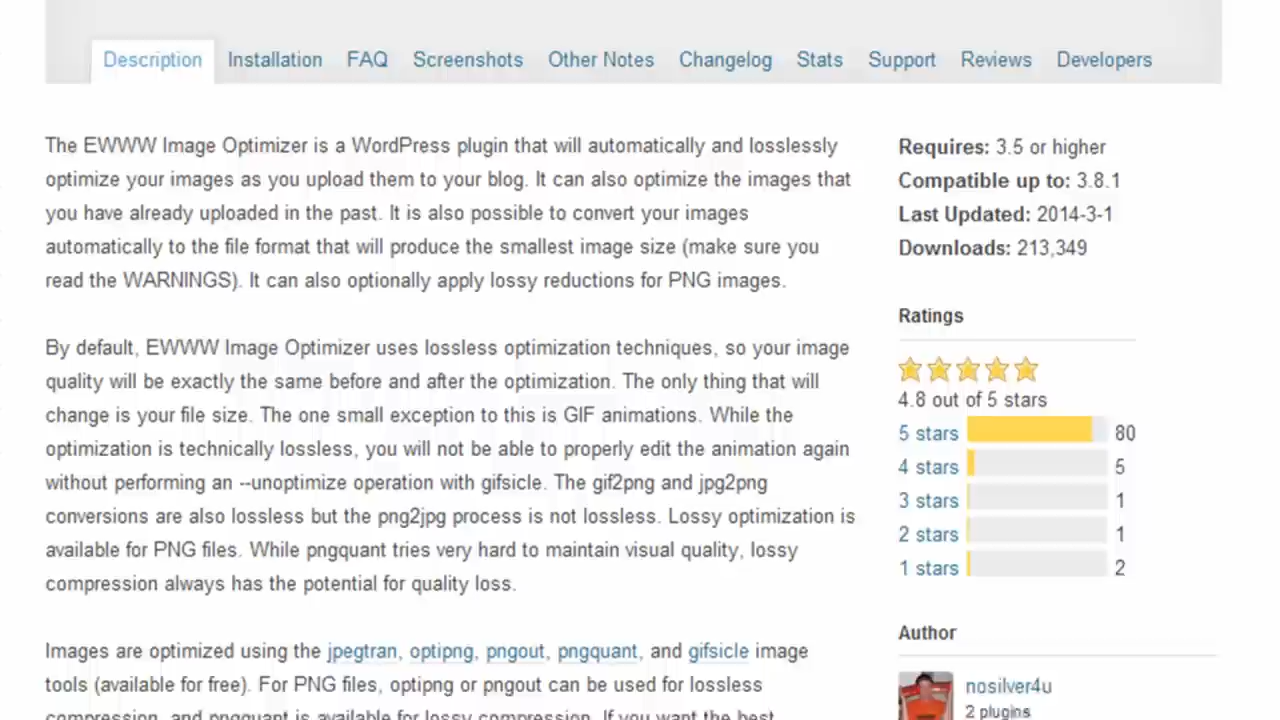 Description Installation FAQ Screenshots Other Notes Changelog Stats Support Reviews Developers
The EWWW Image Optimizer is a WordPress plugin that will automatically and losslessly
optimize your images as you upload them to your blog. It can also optimize the images that
you have already uploaded in the past. It is also possible to convert your images
automatically to the file format that will produce the smallest image size (make sure you
read the WARNINGS). It can also optionally apply lossy reductions for PNG images.
By default, EWWW Image Optimizer uses lossless optimization techniques, so your image
quality will be exactly the same before and after the optimization. The only thing that will
change is your file size. The one small exception to this is GIF animations. While the
optimization is technically lossless, you will not be able to properly edit the animation again
without performing an --unoptimize operation with gifsicle. The gif2png and jpg2png
conversions are also lossless but the png2jpg process is not lossless. Lossy optimization is
available for PNG files. While pngquant tries very hard to maintain visual quality, lossy
compression always has the potential for quality loss.
Images are optimized using the jpegtran, optipng, pngout, pngquant, and gifsicle image
tools (available for free). For PNG files, optipng or pngout can be used for lossless
compression, and pngquant is available for lossy compression. If you want the best
Requires: 3.5 or higher
Compatible up to: 3.8.1
Last Updated: 2014-3-1
Downloads: 213,349
Ratings
4.8 out of 5 stars
5 stars 80
4 stars 5
3 stars 1
2 stars 1
1 stars 2
Author
nosilver4u
2 plugins